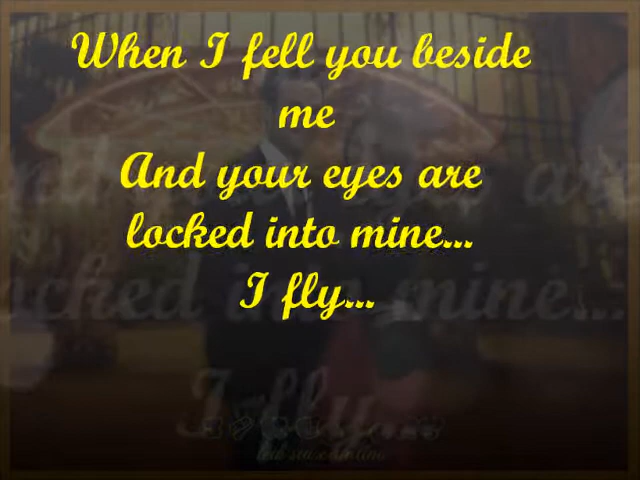 When I fell you beside
me
And your eyes are
locked into mine...
I fly...